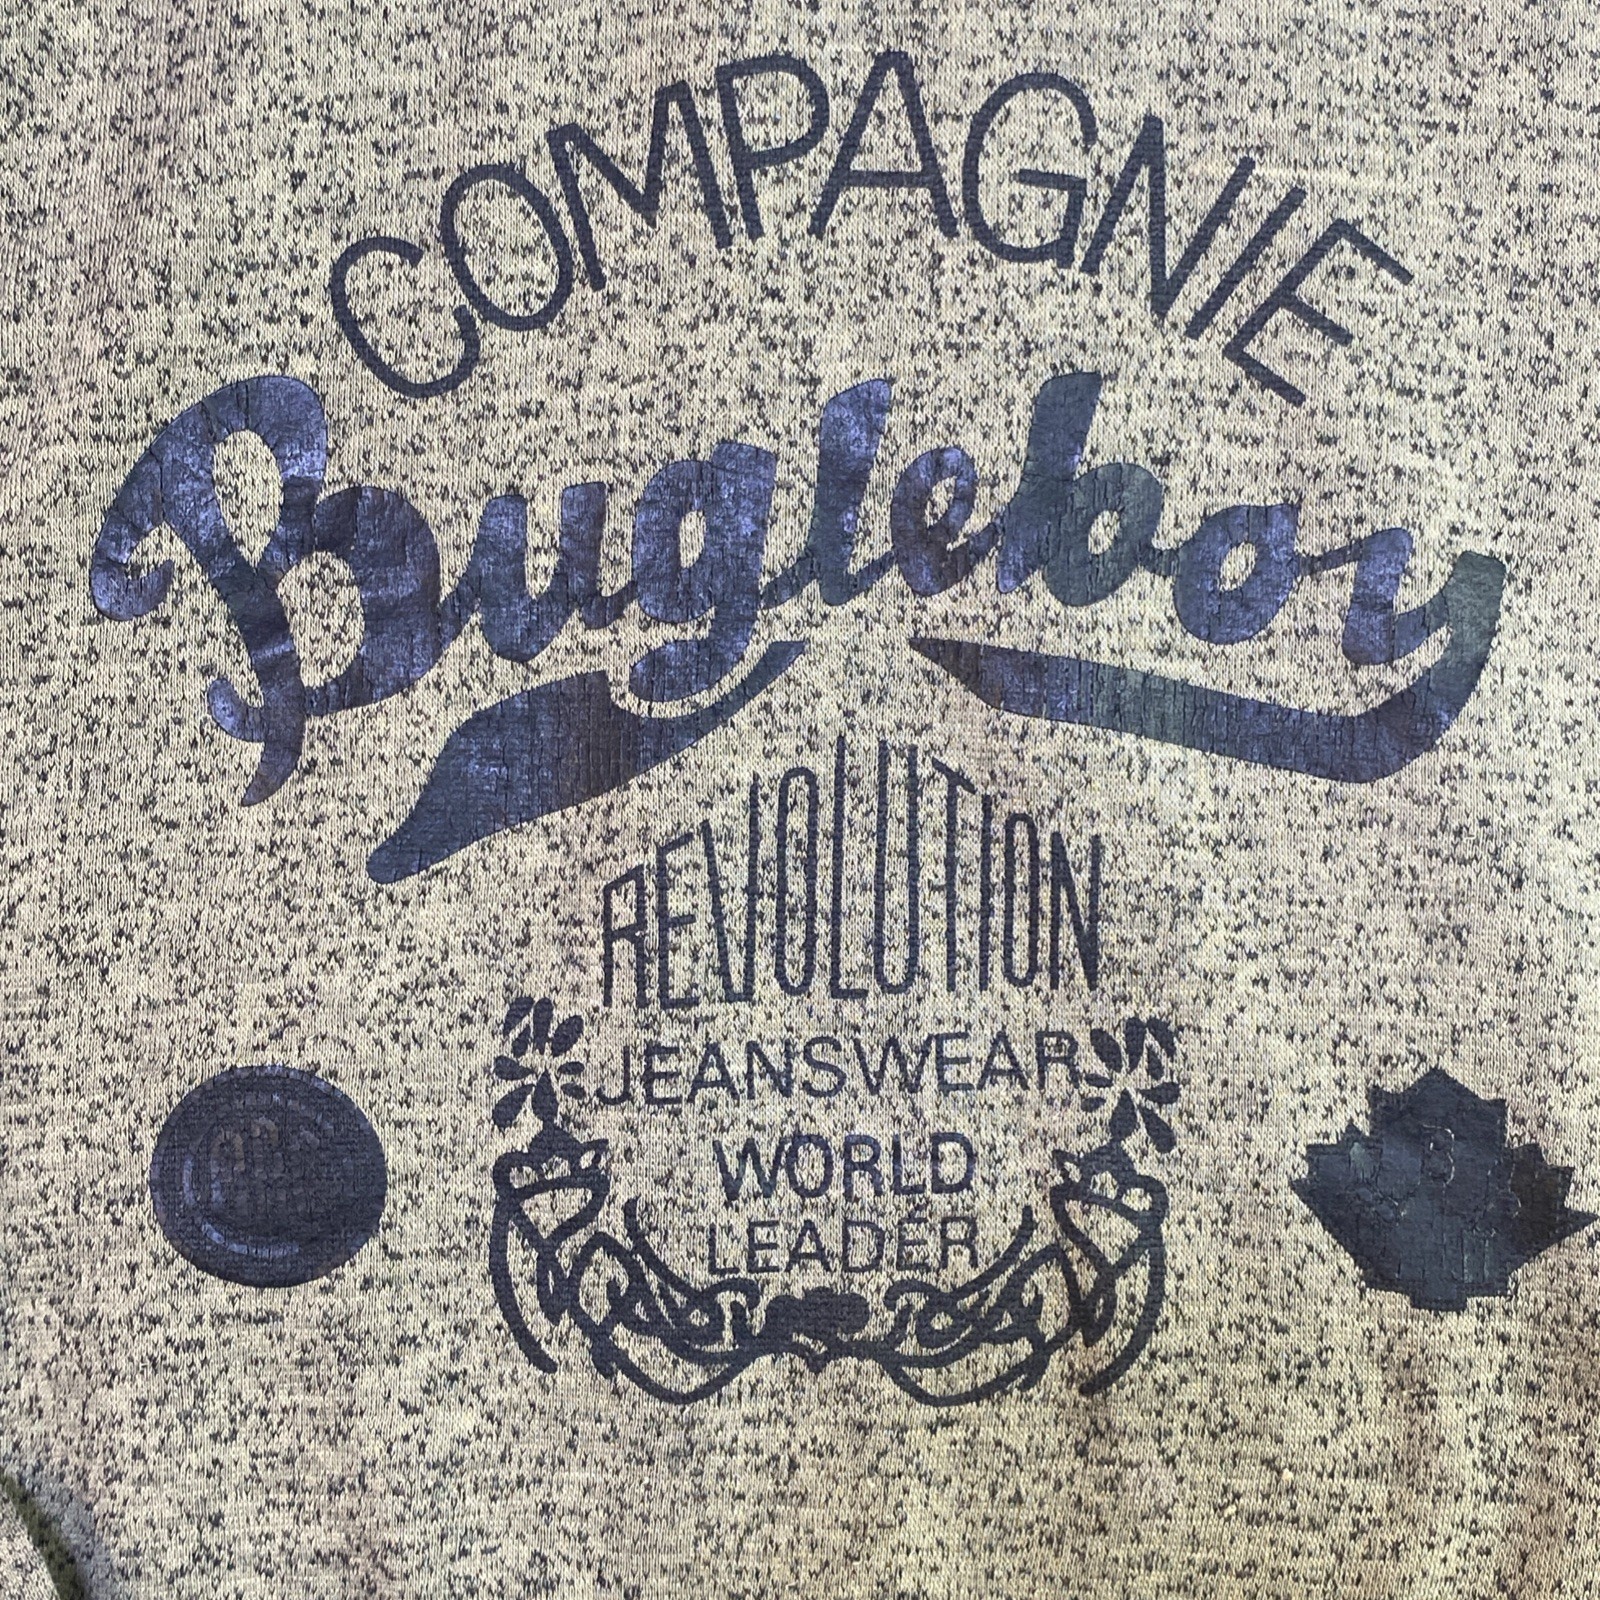 COMPAGNIE
Bugleboy
REVOLUTION
JEANSWEAR
WORLD
LEADER
B